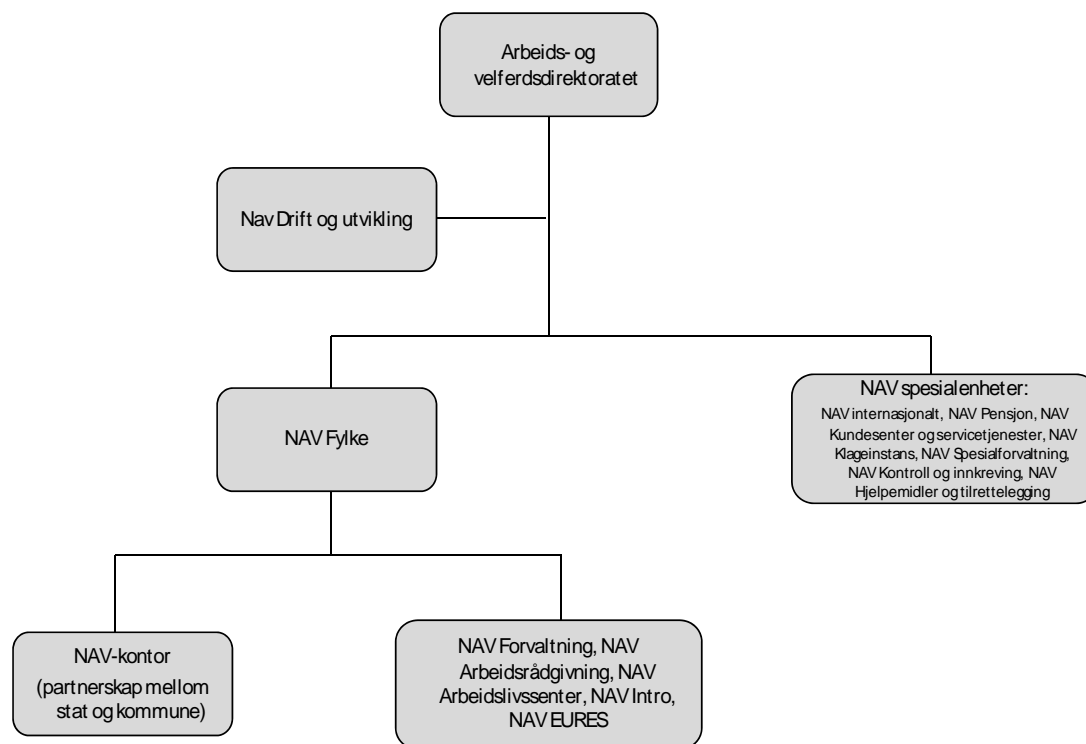 Arbeids- og
velferdsdirektoratet
Nav Drift og utvikling
NAV Fylke
NAV spesialenheter:
NAV internasjonalt, NAV Pensjon, NAV
Kundesenter og servicetjenester, NAV
Klageinstans, NAV Spesialforvaltning,
NAV Kontroll og innkreving, NAV
Hjelpemidler og tilrettelegging
NAV-kontor
(partnerskap mellom
stat og kommune)
NAV Forvaltning, NAV
Arbeidsrådgivning, NAV
Arbeidslivssenter, NAV Intro,
NAV EURES